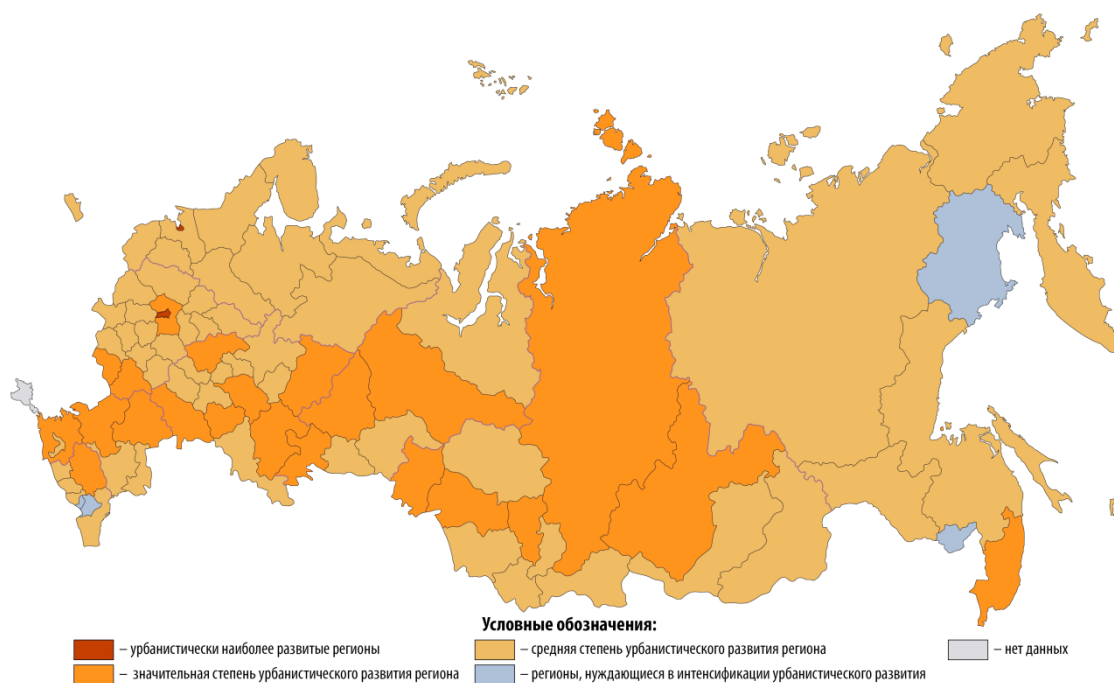 Условные обозначения:
– урбанистически наиболее развитые регионы
– средняя степень урбанистического развития региона
– нет данных
– значительная степень урбанистического развития региона
– регионы, нуждающиеся в интенсификации урбанистического развития